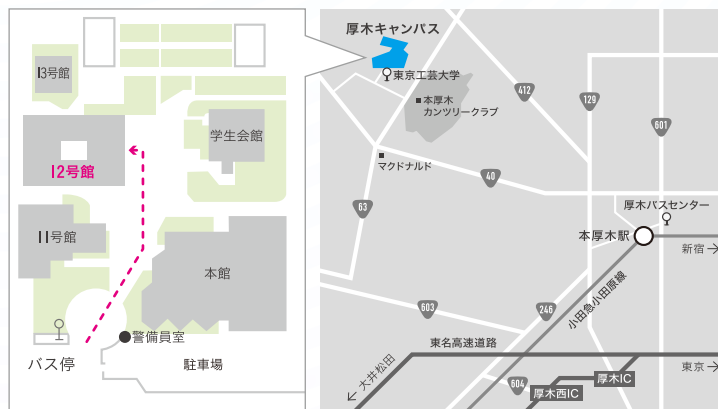 13号館
12号館
学生会館
11号館
本館
警備員室
バス停
駐車場
厚木キャンパス
東京工芸大学
本厚木
カンツリークラブ
マクドナルド
412
129
601
40
63
厚木バスセンター
本厚木駅
新宿
603
246
小田急小田原線
東名高速道路
大井松田
東京
604
厚木西IC
厚木IC